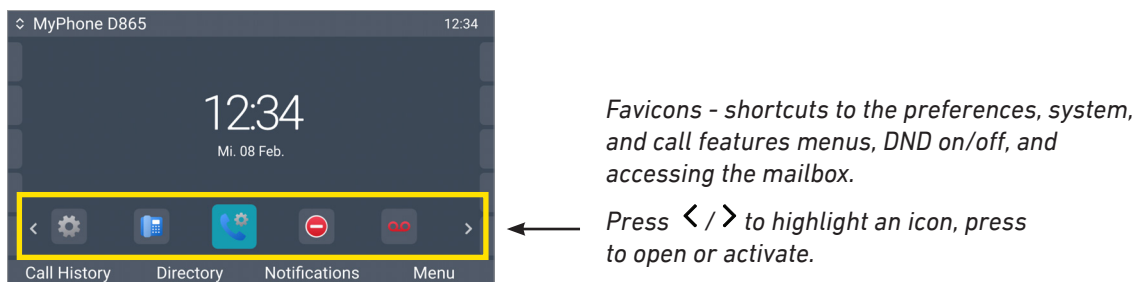 MyPhone D865 12:34
12:34
Mi. 08 Feb.
Call History Directory Notifications Menu
Favicons - shortcuts to the preferences, system,
and call features menus, DND on/off, and
accessing the mailbox.
Press < / > to highlight an icon, press
to open or activate.